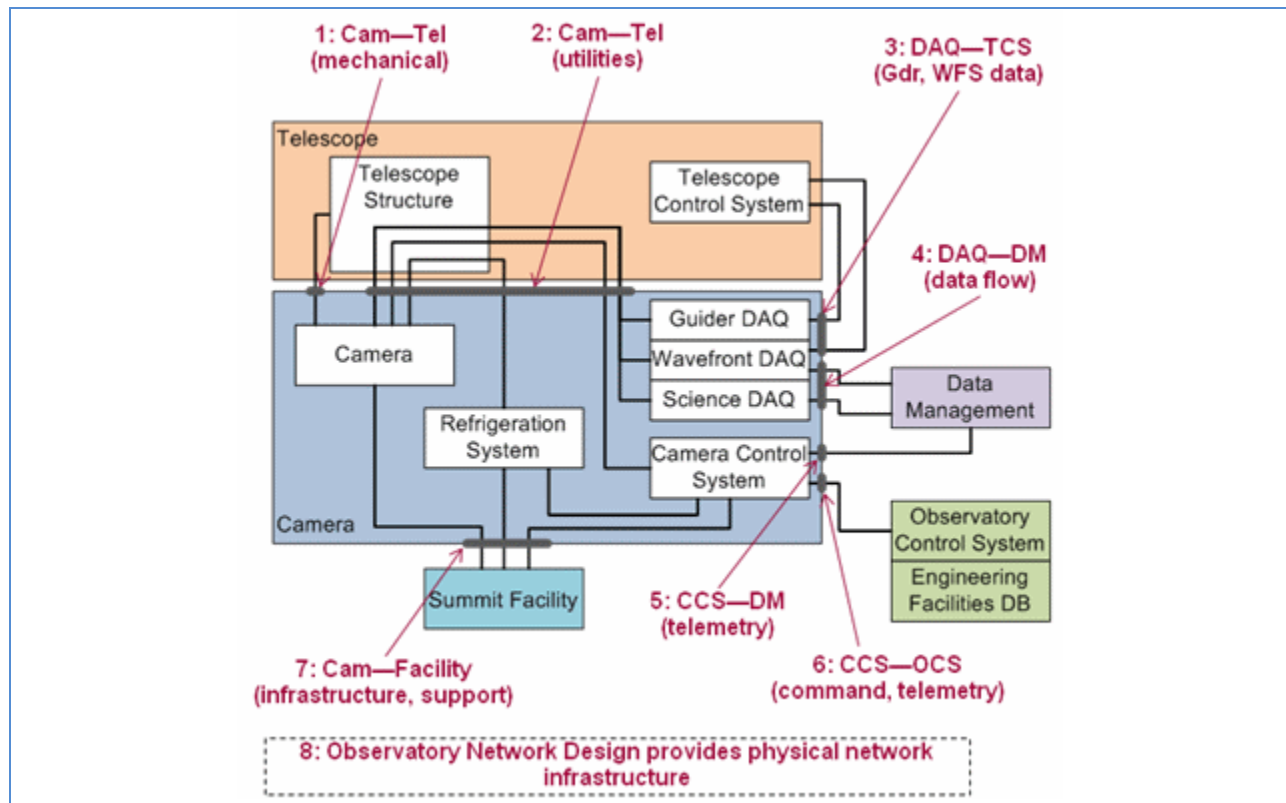 1: Cam—Tel
(mechanical)
2: Cam—Tel
(utilities)
3: DAQ—TCS
(Gdr, WFS data)
Telescope
Telescope
Structure
Telescope
Control System
4: DAQ—DM
(data flow)
Guider DAQ
Camera
Wavefront DAQ
Science DAQ
Data
Management
Refrigeration
System
Camera Control
System
Camera
Observatory
Control System
Engineering
Facilities DB
Summit Facility
5: CCS—DM
(telemetry)
6: CCS—OCS
(command, telemetry)
7: Cam—Facility
(infrastructure, support)
8: Observatory Network Design provides physical network
infrastructure